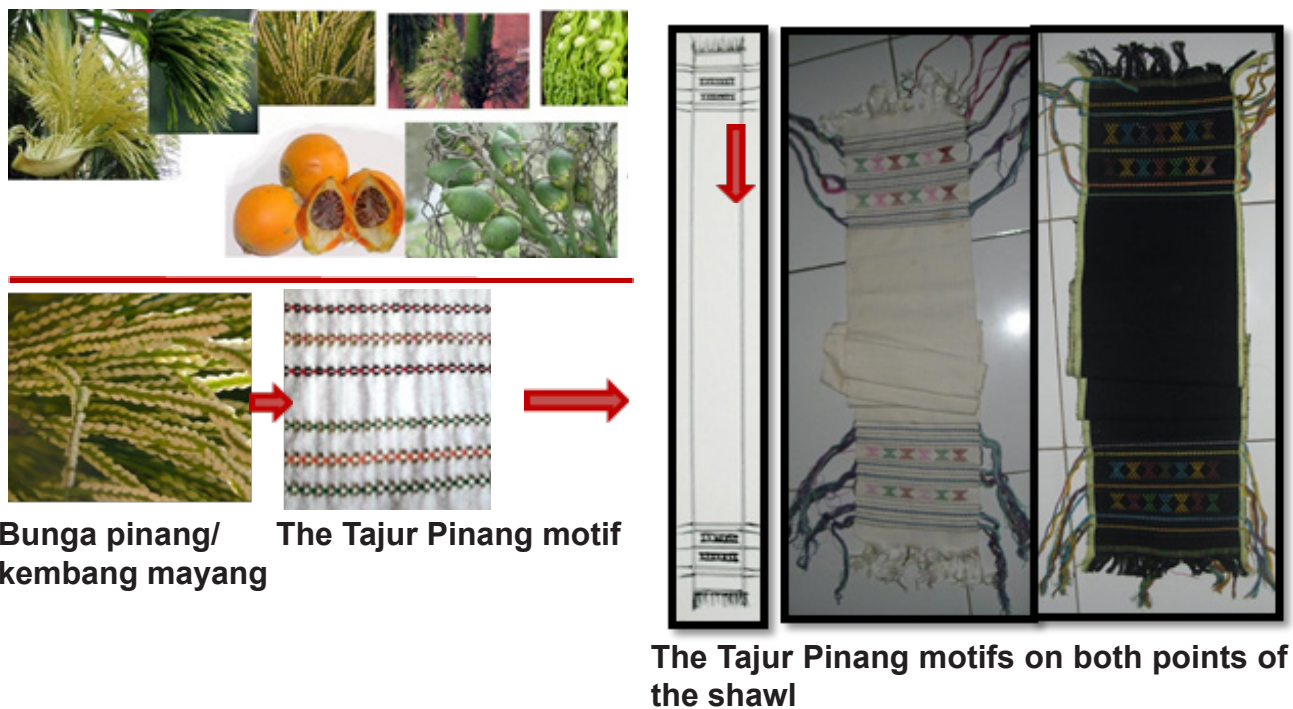 Bunga pinang/
kembang mayang
The Tajur Pinang motif
The Tajur Pinang motifs on both points of
the shawl